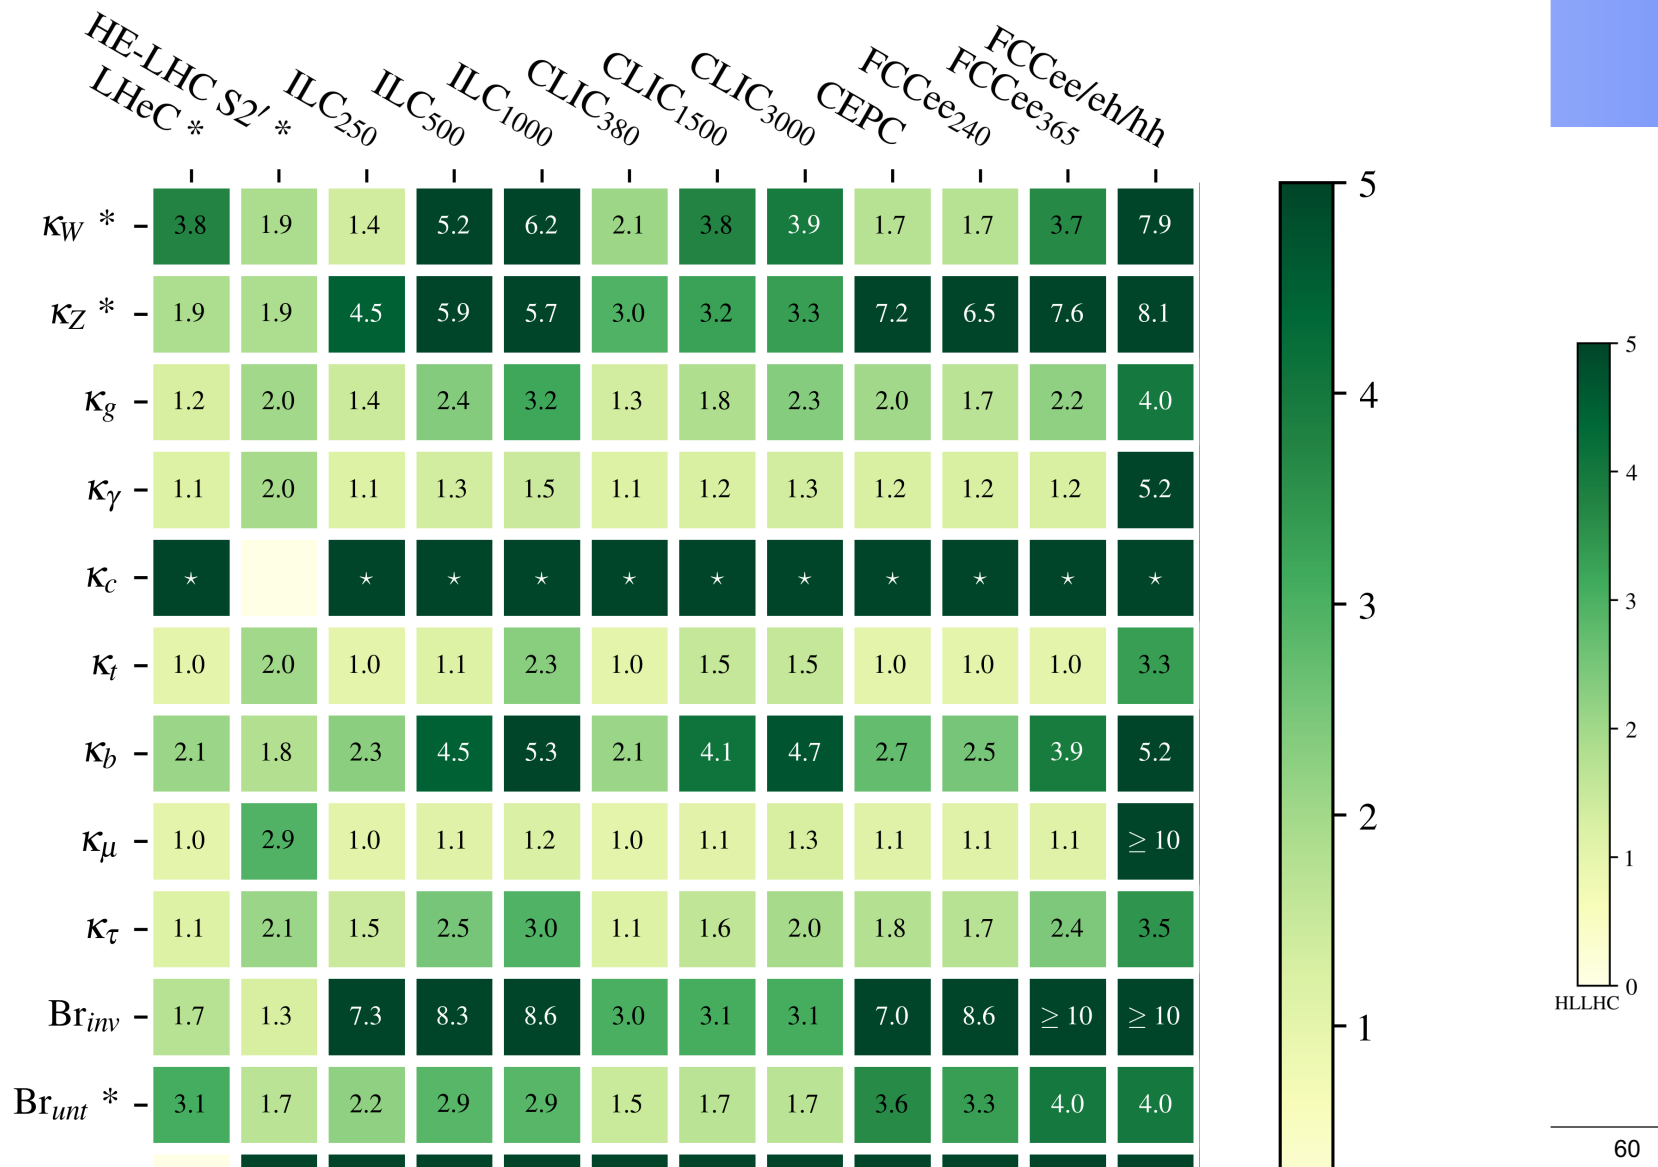 LHeC *
HE-LHC S2′ *
ILC250
ILC500
ILC1000
CLIC380
CLIC1500
CLIC3000
CEPC
FCCee240
FCCee365
FCCee/eh/hh
κW * 3.8 1.9 1.4 5.2 6.2 2.1 3.8 3.9 1.7 1.7 3.7 7.9
κZ * 1.9 1.9 4.5 5.9 5.7 3.0 3.2 3.3 7.2 6.5 7.6 8.1
κg 1.2 2.0 1.4 2.4 3.2 1.3 1.8 2.3 2.0 1.7 2.2 4.0
κγ 1.1 2.0 1.1 1.3 1.5 1.1 1.2 1.3 1.2 1.2 1.2 5.2
κc ⋆ ⋆ ⋆ ⋆ ⋆ ⋆ ⋆ ⋆ ⋆ ⋆ ⋆
κt 1.0 2.0 1.0 1.1 2.3 1.0 1.5 1.5 1.0 1.0 1.0 3.3
κb 2.1 1.8 2.3 4.5 5.3 2.1 4.1 4.7 2.7 2.5 3.9 5.2
κμ 1.0 2.9 1.0 1.1 1.2 1.0 1.1 1.3 1.1 1.1 1.1 ≥ 10
κτ 1.1 2.1 1.5 2.5 3.0 1.1 1.6 2.0 1.8 1.7 2.4 3.5
Brinv 1.7 1.3 7.3 8.3 8.6 3.0 3.1 3.1 7.0 8.6 ≥ 10 ≥ 10
Brunt * 3.1 1.7 2.2 2.9 2.9 1.5 1.7 1.7 3.6 3.3 4.0 4.0
5
4
3
2
1
5
4
3
2
1
0
HLLHC
60